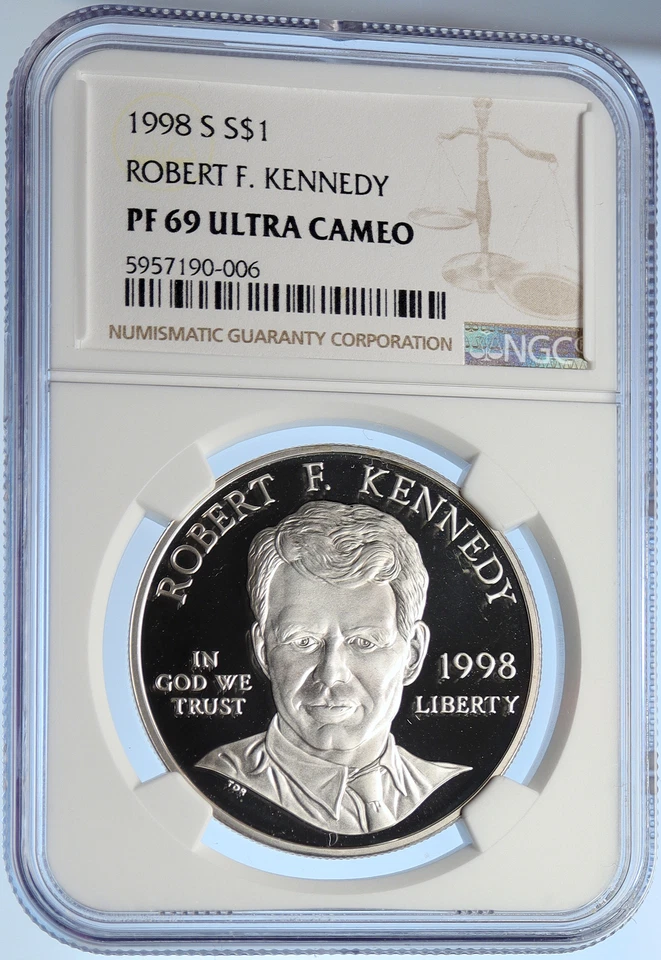 1998 S S$1
ROBERT F. KENNEDY
PF 69 ULTRA CAMEO
5957190-006
NUMISMATIC GUARANTY CORPORATION
NGC
ROBERT F. KENNEDY
IN
GOD WE
TRUST
1998
LIBERTY
TDR